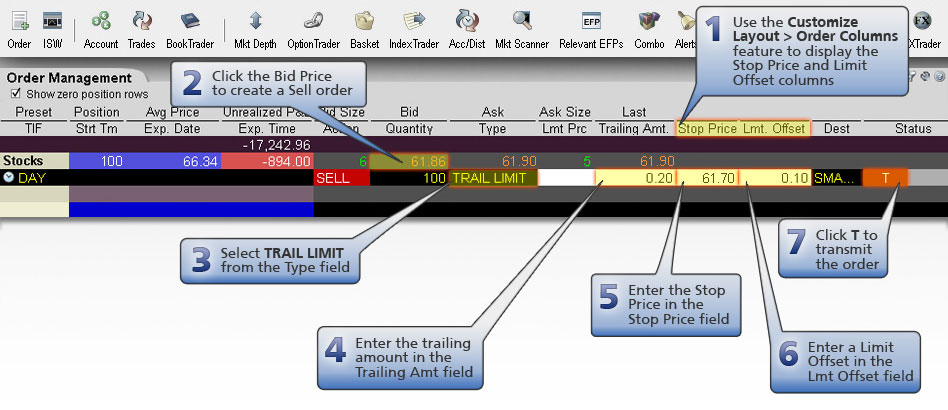 Order ISW Account Trades BookTrader Mkt Depth OptionTrader Basket IndexTrader Acc/Dist Mkt Scanner Relevant EFPs Combo Alerts XTrader
EFP
FX
1 Use the Customize
Layout > Order Columns
feature to display the
Stop Price and Limit
Offset columns
Order Management
Show zero position rows
2 Click the Bid Price
to create a Sell order
Preset Position Avg Price Unrealized P&L Bid Size Bid Ask Ask Size Last
TIF Strt Tm Exp. Date Exp. Time Action Quantity Type Lmt Prc Trailing Amt. Stop Price Lmt. Offset Dest Status
-17,242.96
Stocks 100 66.34 -894.00 6 61.86 61.90 5 61.90
DAY SELL 100 TRAIL LIMIT 0.20 61.70 0.10 SMA... T
3 Select TRAIL LIMIT
from the Type field
4 Enter the trailing
amount in the
Trailing Amt field
5 Enter the Stop
Price in the
Stop Price field
6 Enter a Limit
Offset in the
Lmt Offset field
7 Click T to
transmit
the order